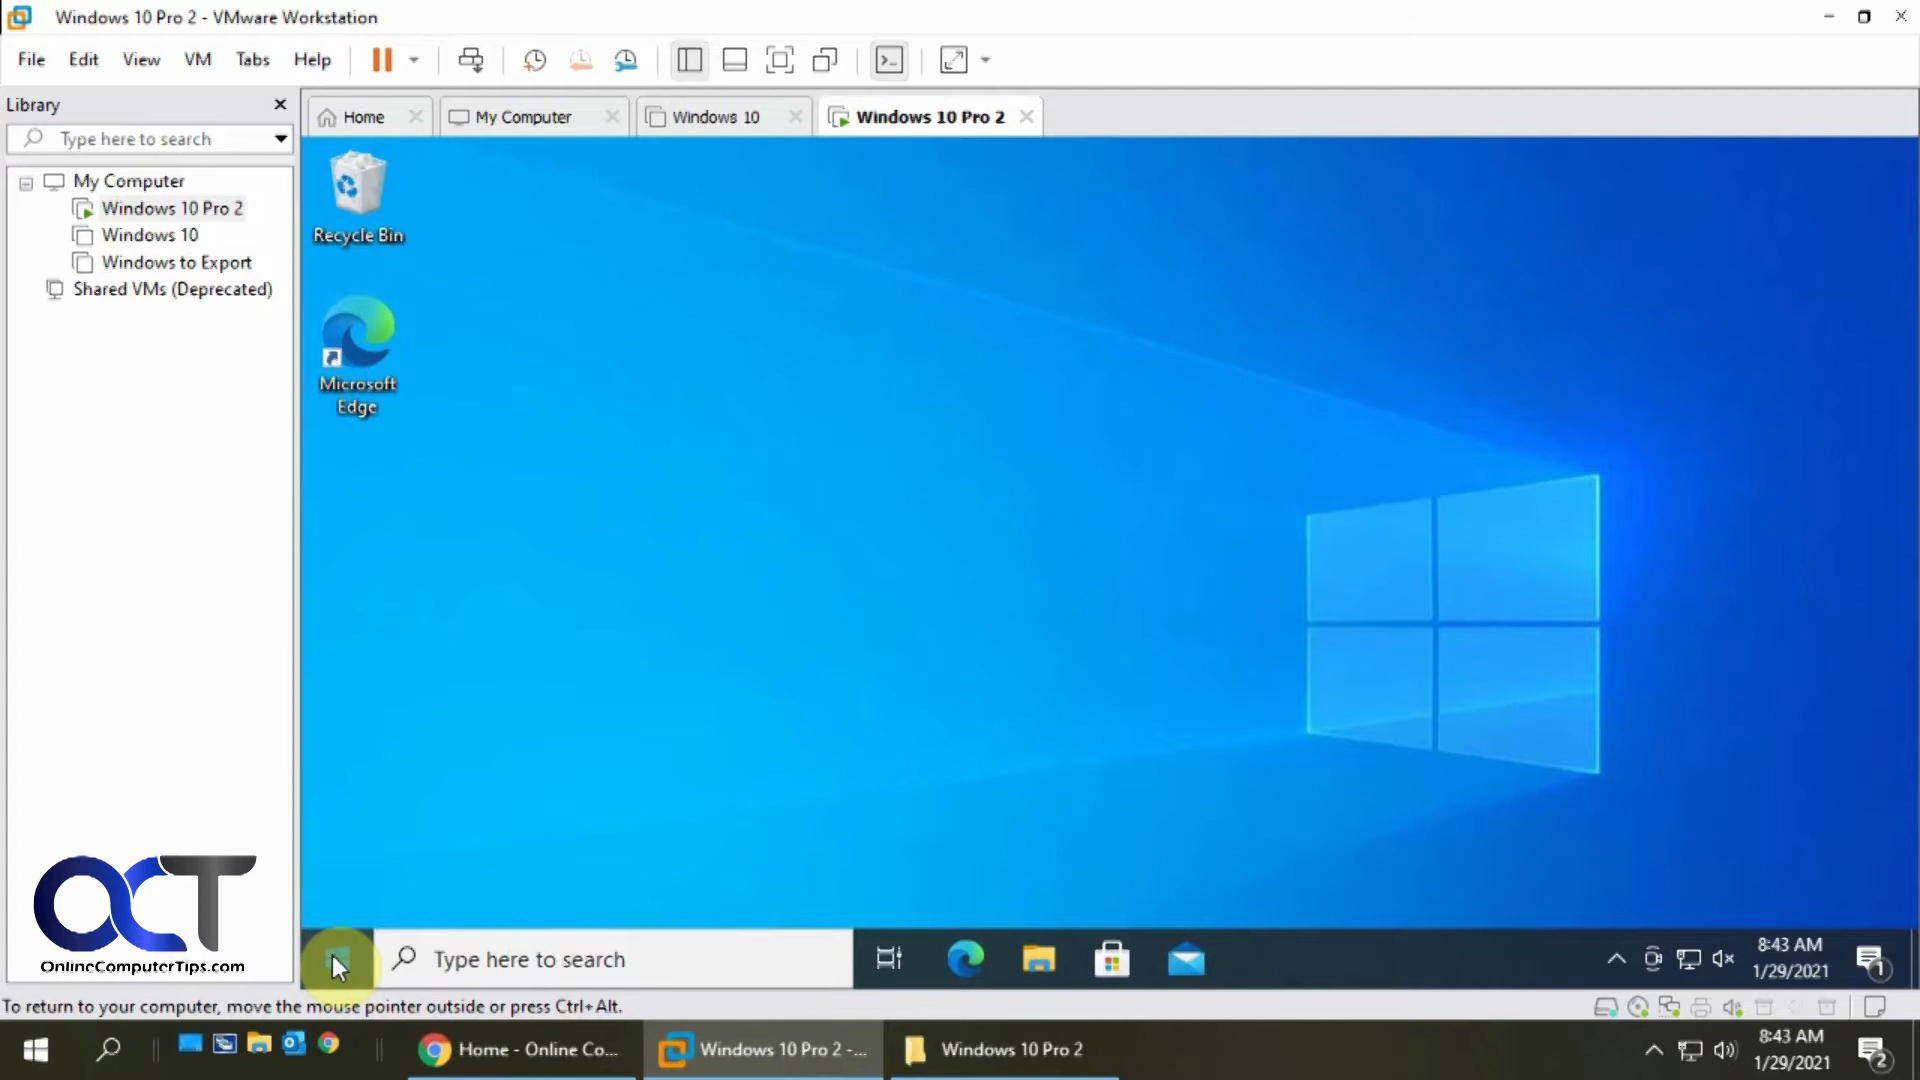 Windows 10 Pro 2 - VMware Workstation
File Edit View VM Tabs Help
Library
Type here to search
My Computer
Windows 10 Pro 2
Windows 10
Windows to Export
Shared VMs (Deprecated)
Home My Computer Windows 10 Windows 10 Pro 2
Recycle Bin
Microsoft
Edge
OCT
OnlineComputerTips.com
Type here to search
8:43 AM
1/29/2021
1
To return to your computer, move the mouse pointer outside or press Ctrl+Alt.
Home - Online Co... Windows 10 Pro 2 -... Windows 10 Pro 2
8:43 AM
1/29/2021
2